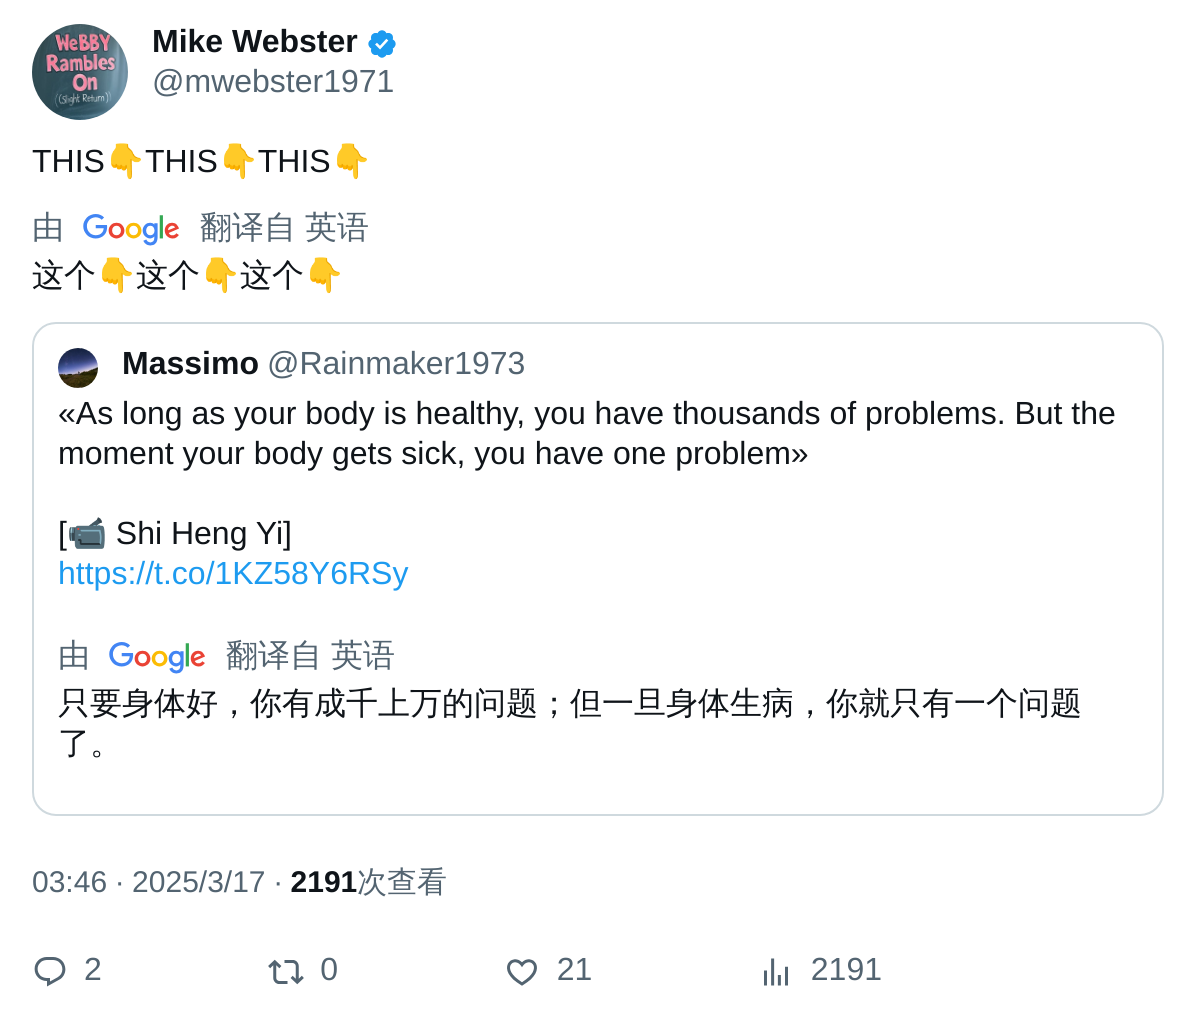 WeBBY
Rambles
On
((Slight Return))
Mike Webster
@mwebster1971
THIS👇THIS👇THIS👇
由 Google 翻译自 英语
这个👇这个👇这个👇
Massimo @Rainmaker1973
«As long as your body is healthy, you have thousands of problems. But the
moment your body gets sick, you have one problem»
[📹 Shi Heng Yi]
https://t.co/1KZ58Y6RSy
由 Google 翻译自 英语
只要身体好，你有成千上万的问题；但一旦身体生病，你就只有一个问题
了。
03:46 · 2025/3/17 · 2191次查看
2 0 21 2191